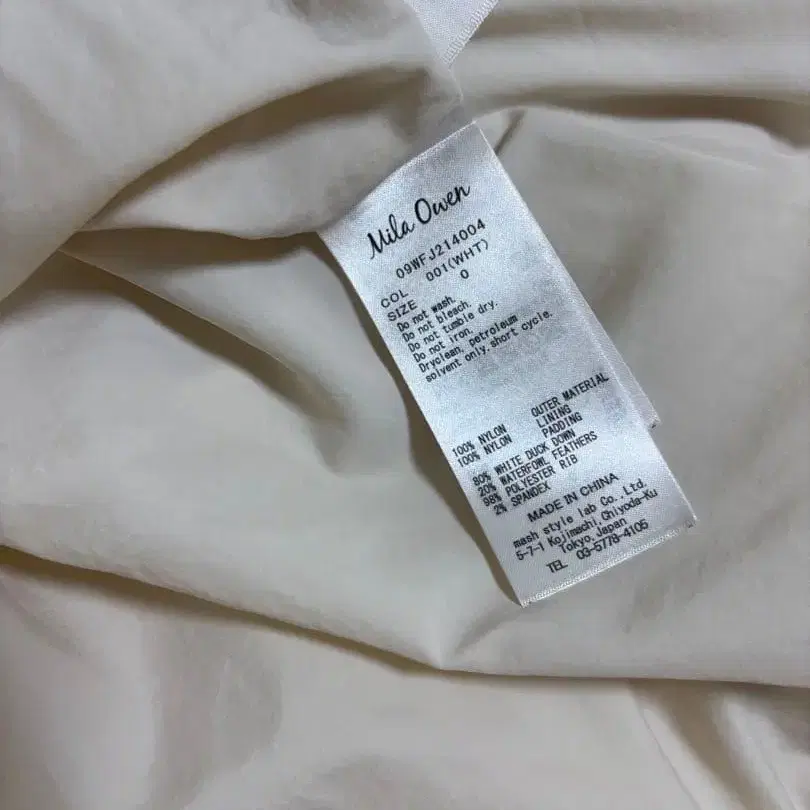 Mila Owen
09WFJ214004
COL 001(WHT)
SIZE 0
Do not wash.
Do not bleach.
Do not tumble dry.
Do not iron.
Dryclean, petroleum
solvent only. short cycle.
OUTER MATERIAL
100% NYLON LINING
100% NYLON PADDING
80% WHITE DUCK DOWN
20% WATERFOWL FEATHERS
98% POLYESTER RIB
2% SPANDEX
MADE IN CHINA
mash style lab Co.,Ltd.
5-7-1 Kojimachi,Chiyoda-Ku
Tokyo,Japan
TEL 03-5778-4105